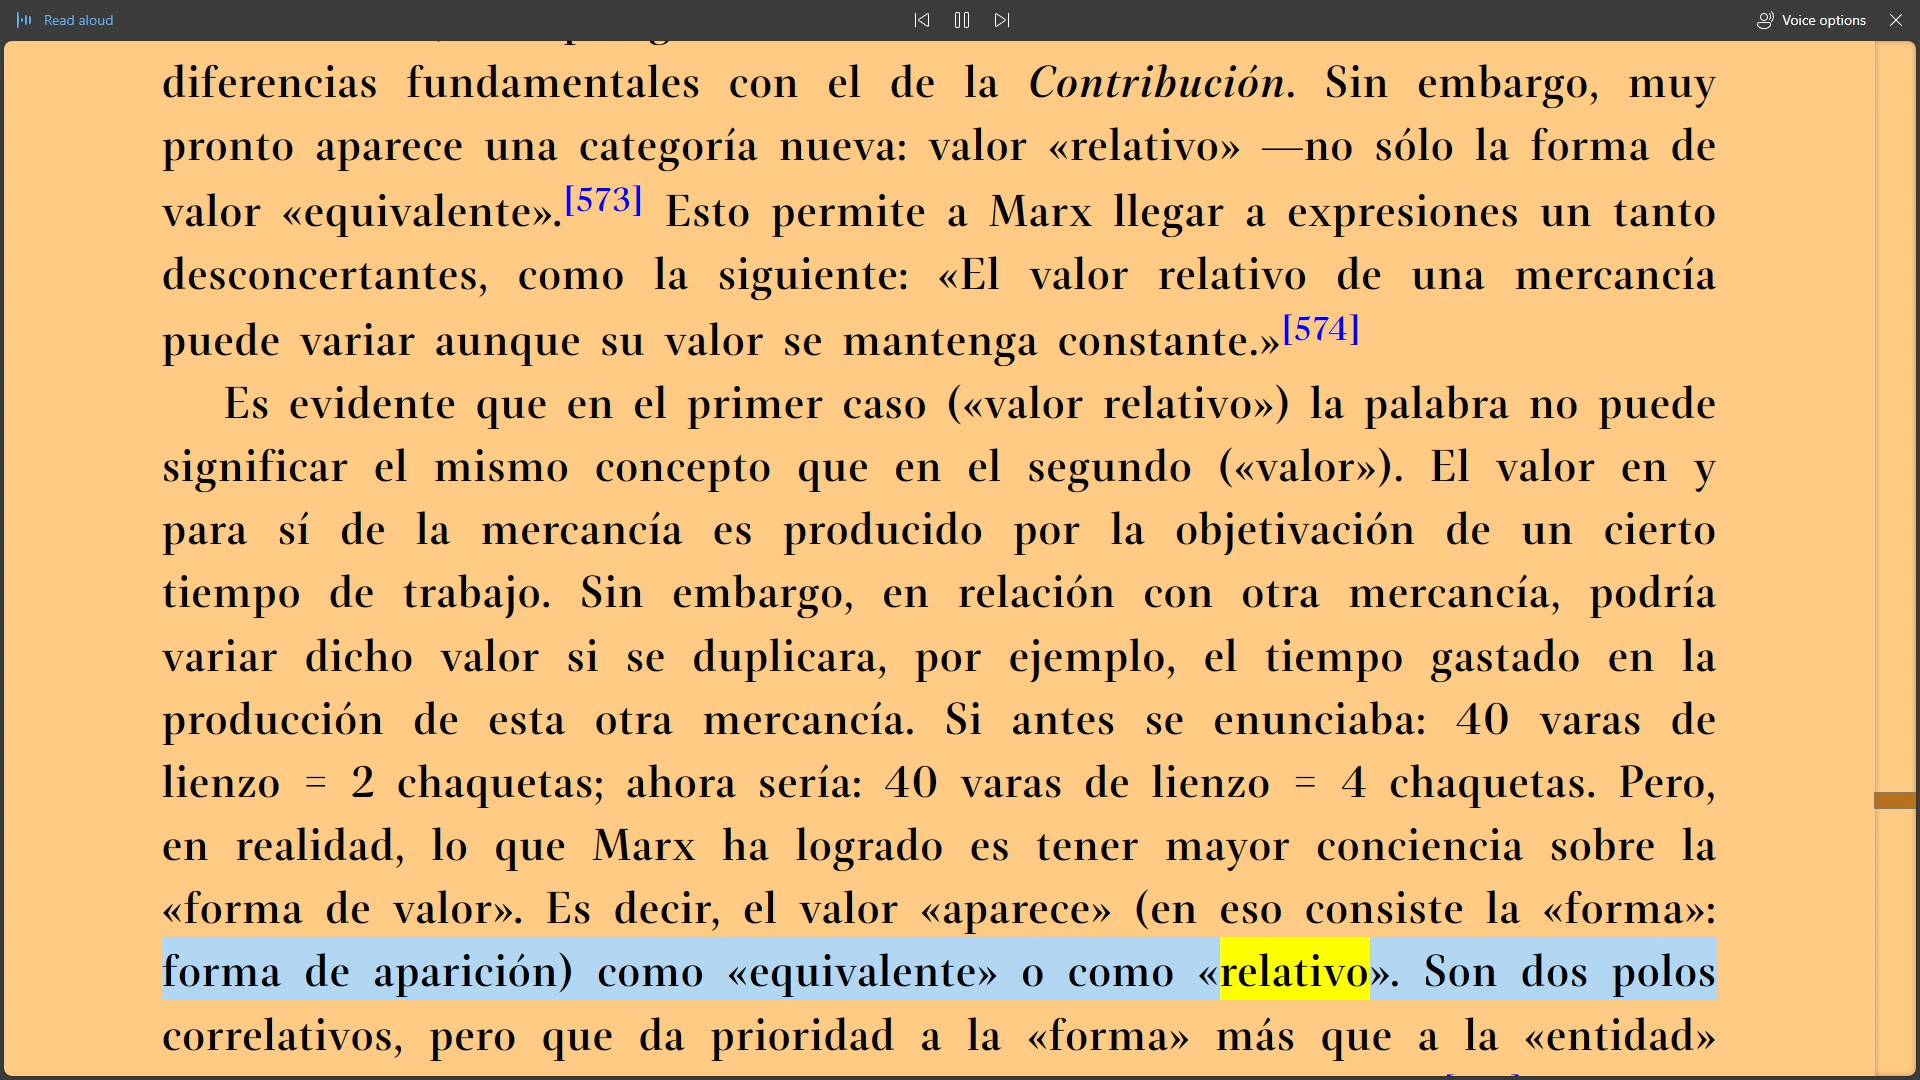 Read aloud
Voice options
diferencias fundamentales con el de la Contribución. Sin embargo, muy
pronto aparece una categoría nueva: valor «relativo» —no sólo la forma de
valor «equivalente».[573] Esto permite a Marx llegar a expresiones un tanto
desconcertantes, como la siguiente: «El valor relativo de una mercancía
puede variar aunque su valor se mantenga constante.»[574]
Es evidente que en el primer caso («valor relativo») la palabra no puede
significar el mismo concepto que en el segundo («valor»). El valor en y
para sí de la mercancía es producido por la objetivación de un cierto
tiempo de trabajo. Sin embargo, en relación con otra mercancía, podría
variar dicho valor si se duplicara, por ejemplo, el tiempo gastado en la
producción de esta otra mercancía. Si antes se enunciaba: 40 varas de
lienzo = 2 chaquetas; ahora sería: 40 varas de lienzo = 4 chaquetas. Pero,
en realidad, lo que Marx ha logrado es tener mayor conciencia sobre la
«forma de valor». Es decir, el valor «aparece» (en eso consiste la «forma»:
forma de aparición) como «equivalente» o como «relativo». Son dos polos
correlativos, pero que da prioridad a la «forma» más que a la «entidad»